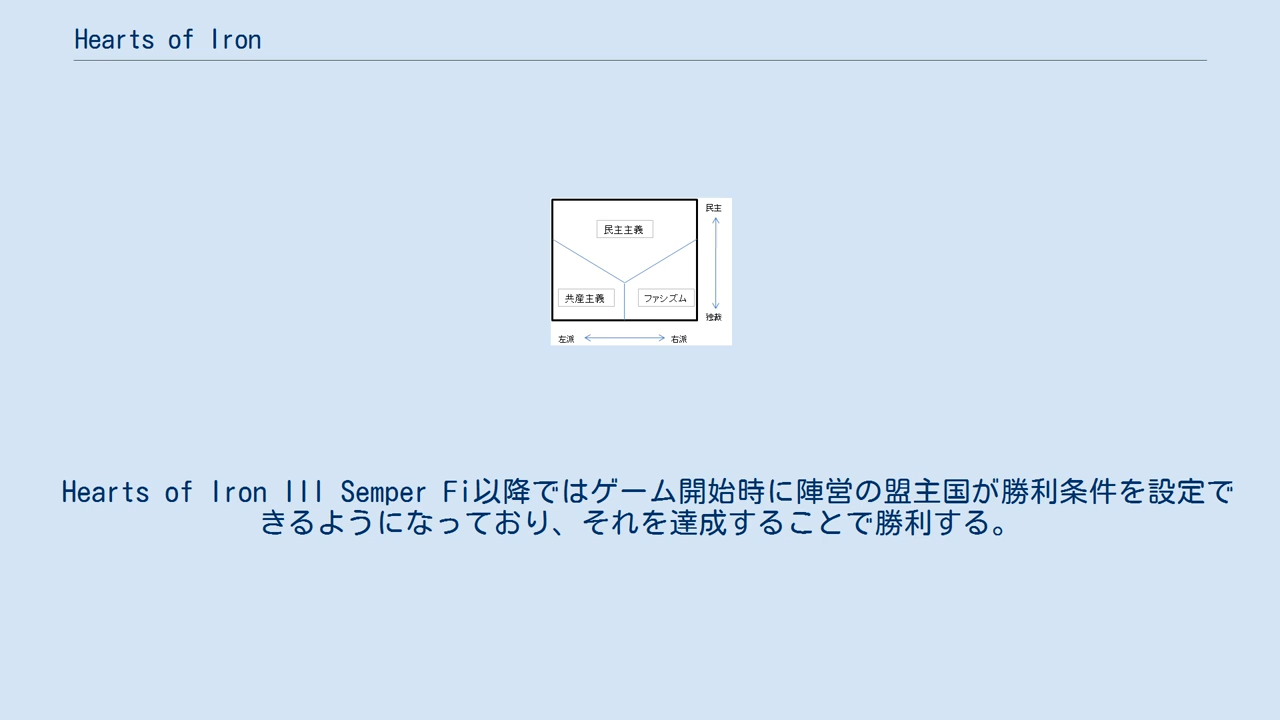 Hearts of Iron
民主
民主主義
共産主義
ファシズム
独裁
左派
右派
Hearts of Iron III Semper Fi以降ではゲーム開始時に陣営の盟主国が勝利条件を設定で
きるようになっており、それを達成することで勝利する。